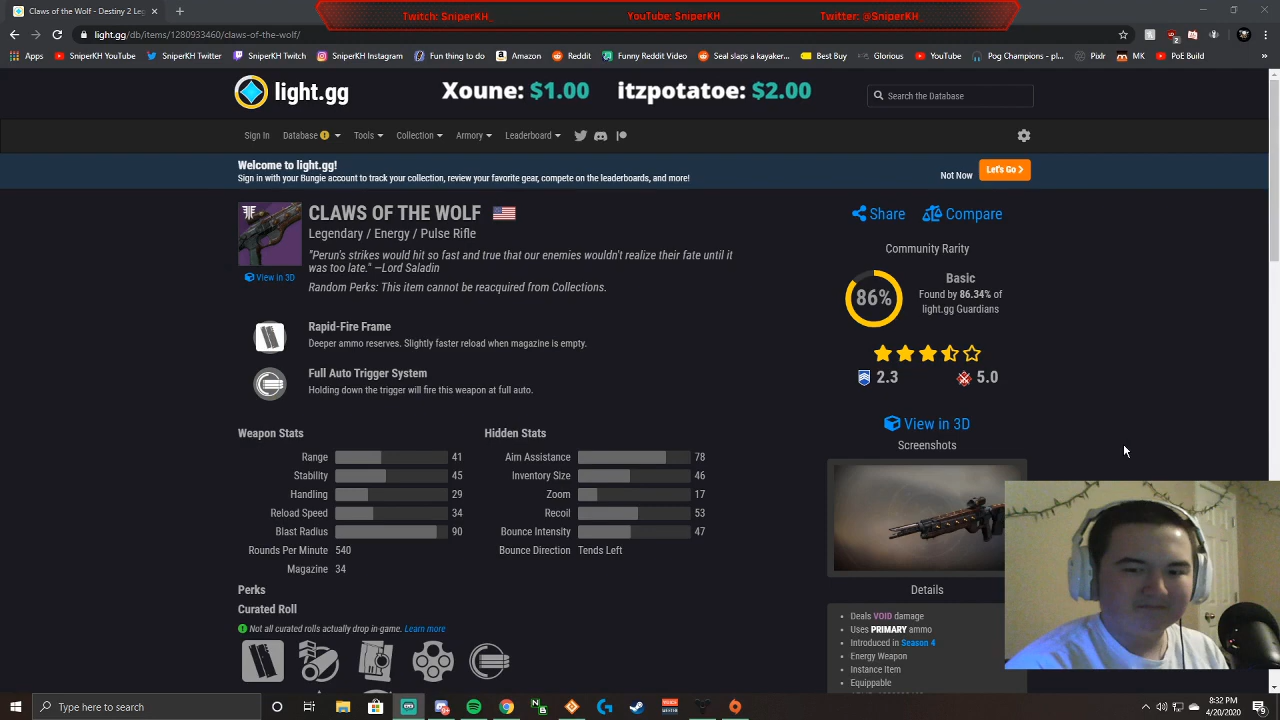 Twitch: SniperKH_
YouTube: SniperKH
Twitter: @SniperKH_
Claws of the Wolf - Destiny 2 Leg
light.gg/db/items/1280933460/claws-of-the-wolf/
Apps
SniperKH YouTube
SniperKH Twitter
SniperKH Instagram
Fun thing to do
Amazon
Reddit
Funny Reddit Video
Seal slaps a kayaker...
Best Buy
Glorious
YouTube
Pog Champions - pl...
Pixlr
MK
PoE Build
light.gg
Xoune: $1.00
itzpotatoe: $2.00
Search the Database
Sign In
Database
Tools
Collection
Armory
Leaderboard
Welcome to light.gg!
Sign in with your Bungie account to track your collection, review your favorite gear, compete on the leaderboards, and more!
Not Now
Let's Go
CLAWS OF THE WOLF
Legendary / Energy / Pulse Rifle
"Perun's strikes would hit so fast and true that our enemies wouldn't realize their fate until it
was too late." —Lord Saladin
View in 3D
Random Perks: This item cannot be reacquired from Collections.
Rapid-Fire Frame
Deeper ammo reserves. Slightly faster reload when magazine is empty.
Full Auto Trigger System
Holding down the trigger will fire this weapon at full auto.
Weapon Stats
Range 41
Stability 45
Handling 29
Reload Speed 34
Blast Radius 90
Rounds Per Minute 540
Magazine 34
Hidden Stats
Aim Assistance 78
Inventory Size 46
Zoom 17
Recoil 53
Bounce Intensity 47
Bounce Direction Tends Left
Perks
Curated Roll
Not all curated rolls actually drop in-game. Learn more
Share
Compare
Community Rarity
86%
Basic
Found by 86.34% of
light.gg Guardians
2.3
5.0
View in 3D
Screenshots
Details
Deals VOID damage
Uses PRIMARY ammo
Introduced in Season 4
Energy Weapon
Instance Item
Equippable
Type here to search
8:32 PM
4/20/2020